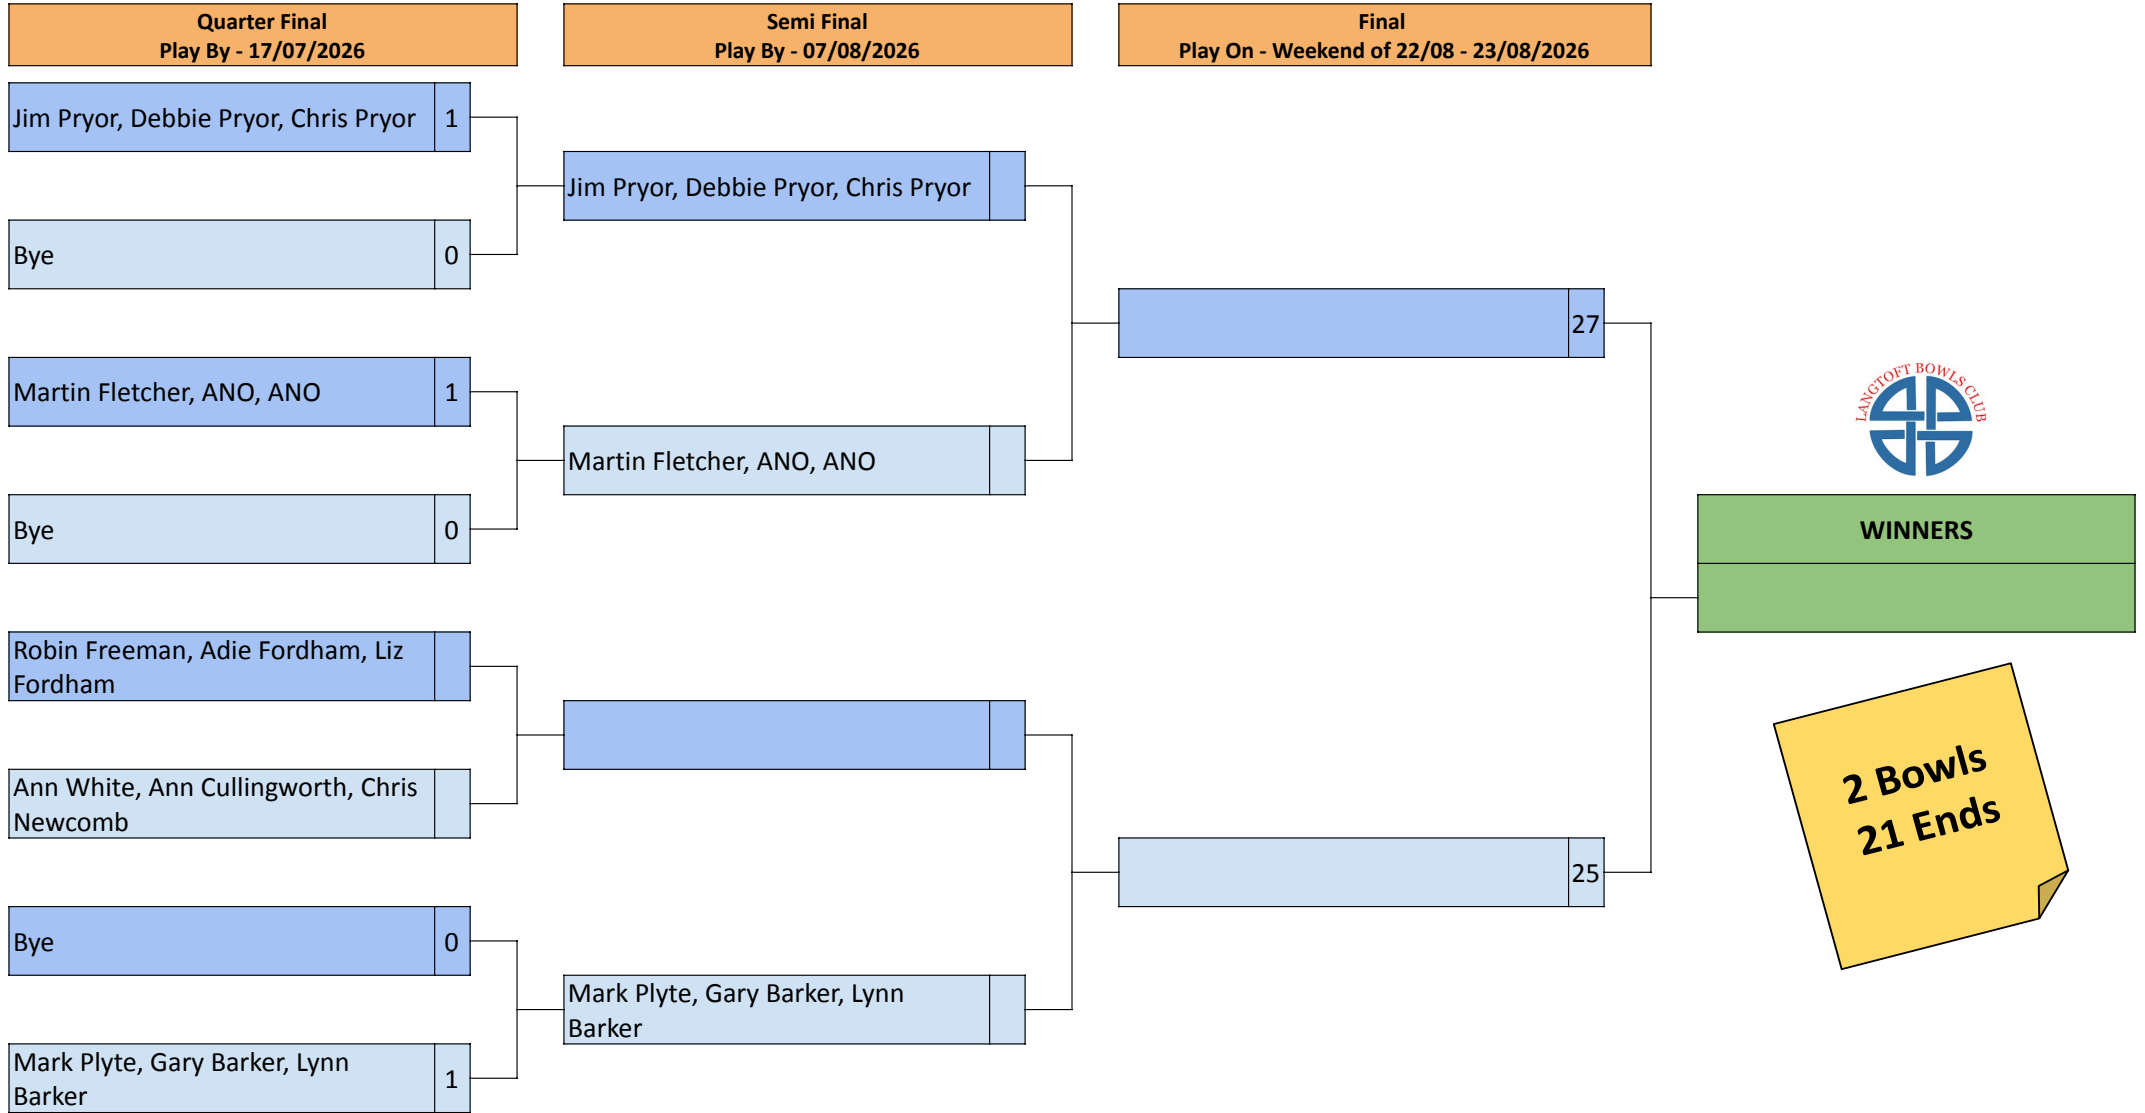 Quarter Final
Play By - 17/07/2026
Semi Final
Play By - 07/08/2026
Final
Play On - Weekend of 22/08 - 23/08/2026
Jim Pryor, Debbie Pryor, Chris Pryor 1
Bye 0
Martin Fletcher, ANO, ANO 1
Bye 0
Robin Freeman, Adie Fordham, Liz
Fordham
Ann White, Ann Cullingworth, Chris
Newcomb
Bye 0
Mark Plyte, Gary Barker, Lynn
Barker 1
Jim Pryor, Debbie Pryor, Chris Pryor
Martin Fletcher, ANO, ANO
Mark Plyte, Gary Barker, Lynn
Barker
27
25
LANGTOFT BOWLS CLUB
WINNERS
2 Bowls
21 Ends